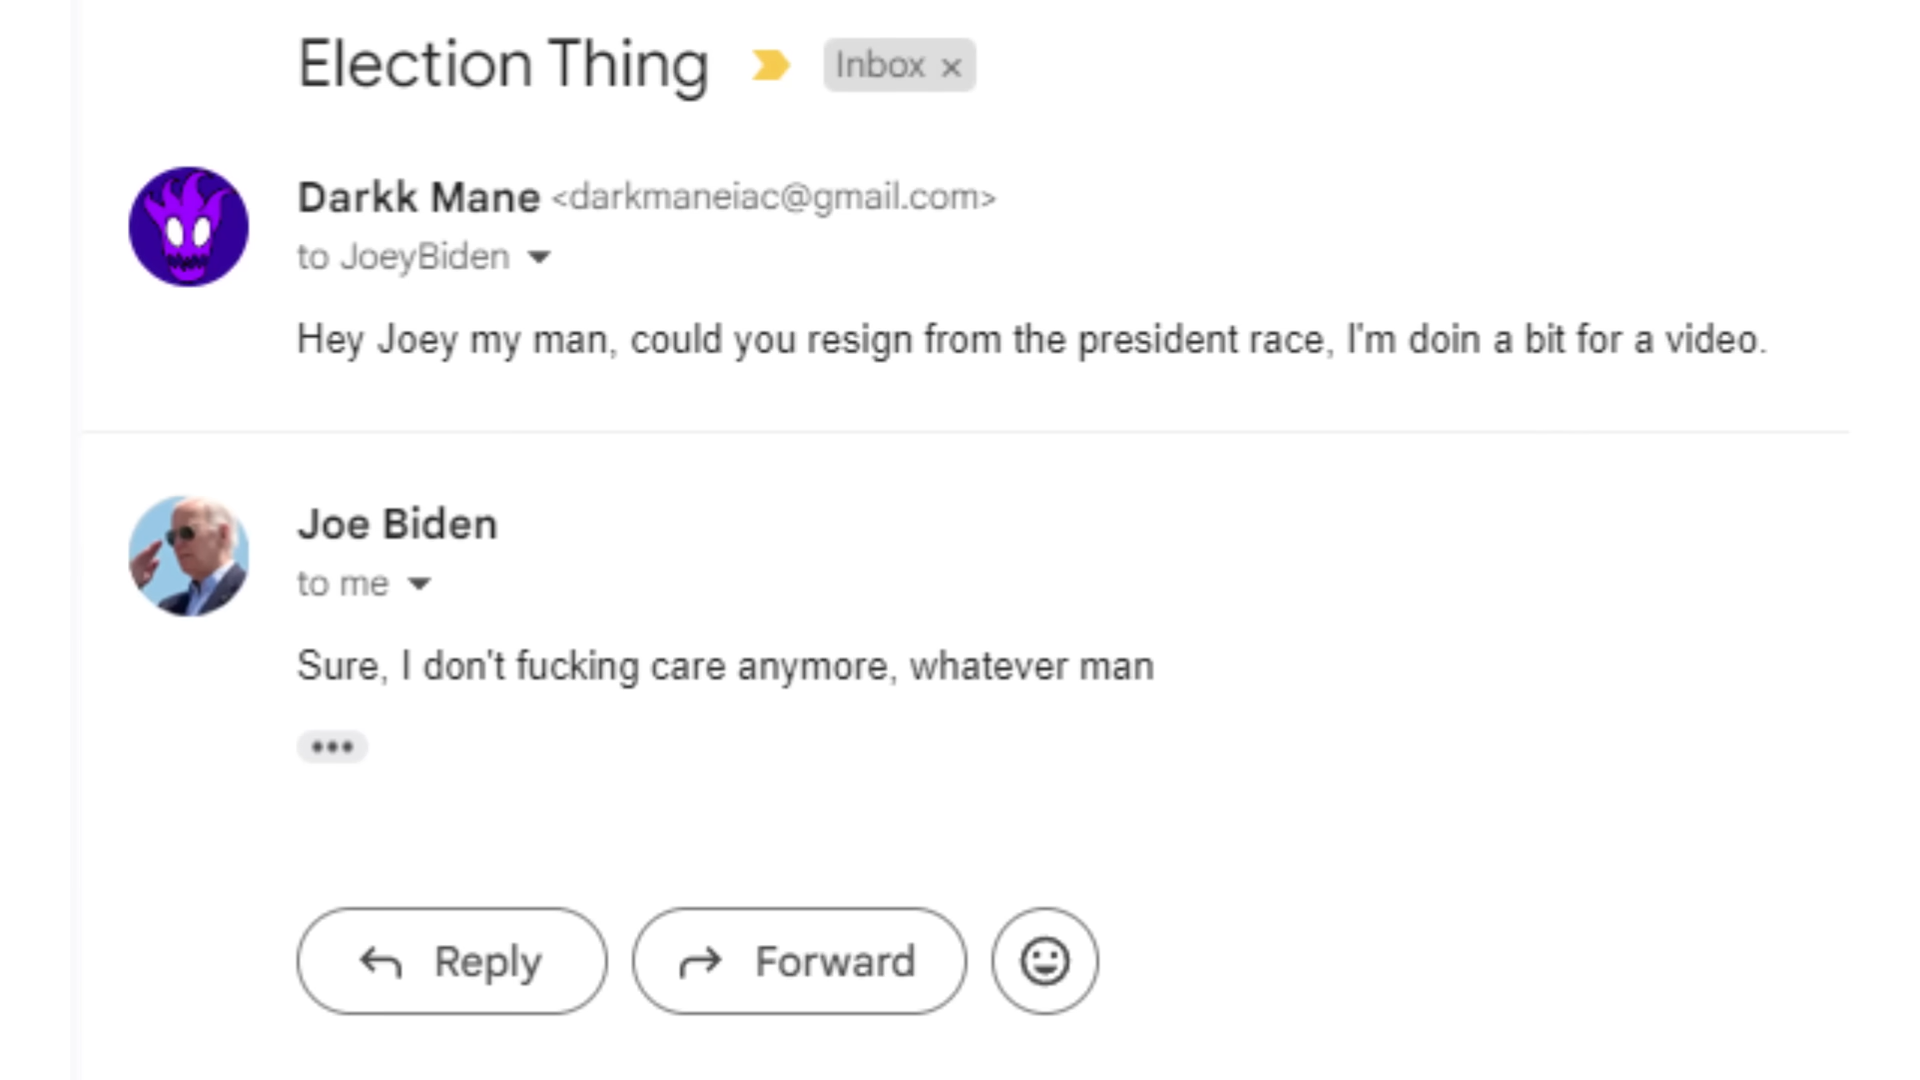 Election Thing Inbox ×
Darkk Mane <darkmaneiac@gmail.com>
to JoeyBiden
Hey Joey my man, could you resign from the president race, I'm doin a bit for a video.
Joe Biden
to me
Sure, I don't fucking care anymore, whatever man
•••
Reply Forward